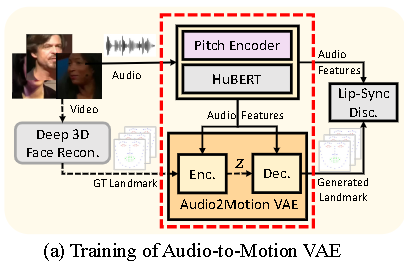 Pitch Encoder
HuBERT
Audio
Audio
Features
Lip-Sync
Disc.
Video
Audio Features
Deep 3D
Face Recon.
Enc.
z
Dec.
GT Landmark
Generated
Landmark
Audio2Motion VAE
(a) Training of Audio-to-Motion VAE